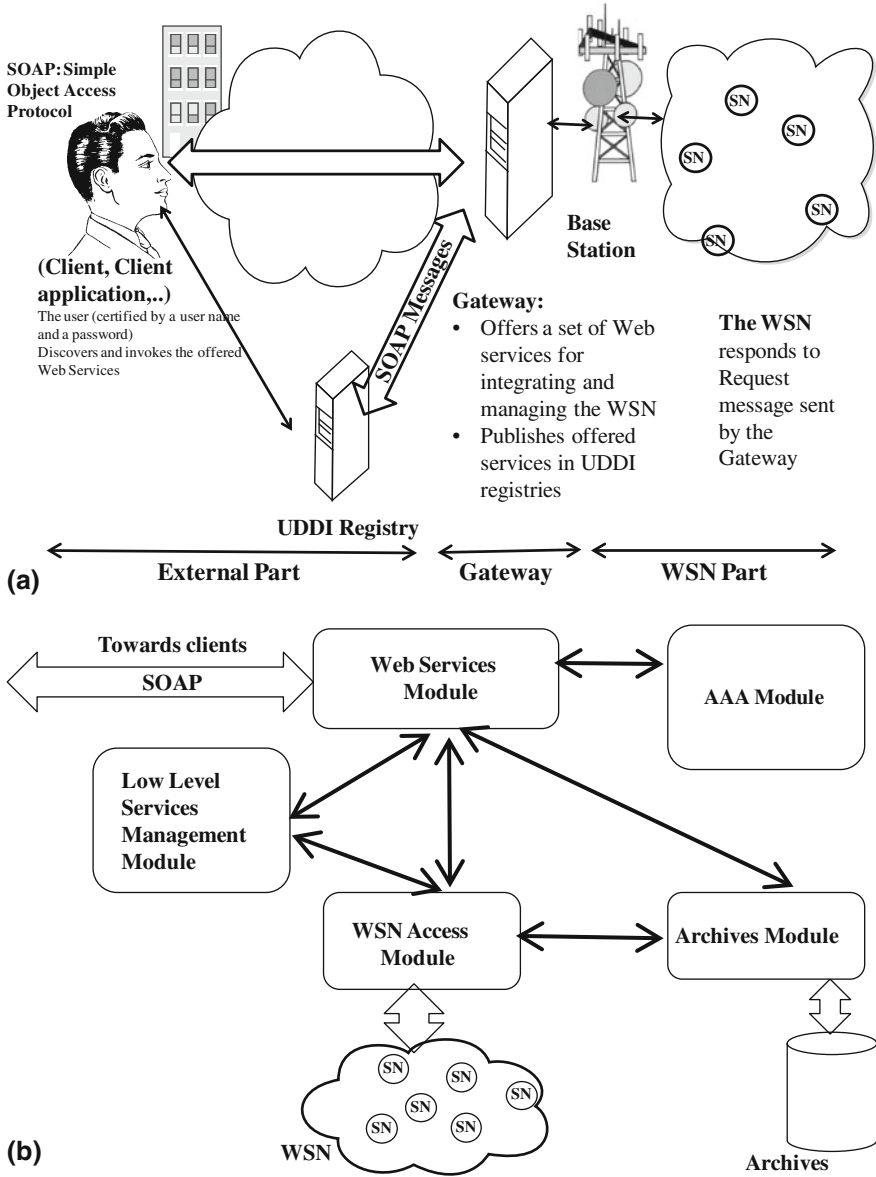 SOAP: Simple
Object Access
Protocol
(Client, Client
application,..)
The user (certified by a user name
and a password)
Discovers and invokes the offered
Web Services
SOAP Messages
UDDI Registry
Base
Station
SN
SN
SN
SN
SN
Gateway:
• Offers a set of Web
services for
integrating and
managing the WSN
• Publishes offered
services in UDDI
registries
The WSN
responds to
Request
message sent
by the
Gateway
External Part
Gateway
WSN Part
(a)
Towards clients
SOAP
Web Services
Module
AAA Module
Low Level
Services
Management
Module
WSN Access
Module
Archives Module
SN
SN
SN
SN
SN
SN
WSN
Archives
(b)